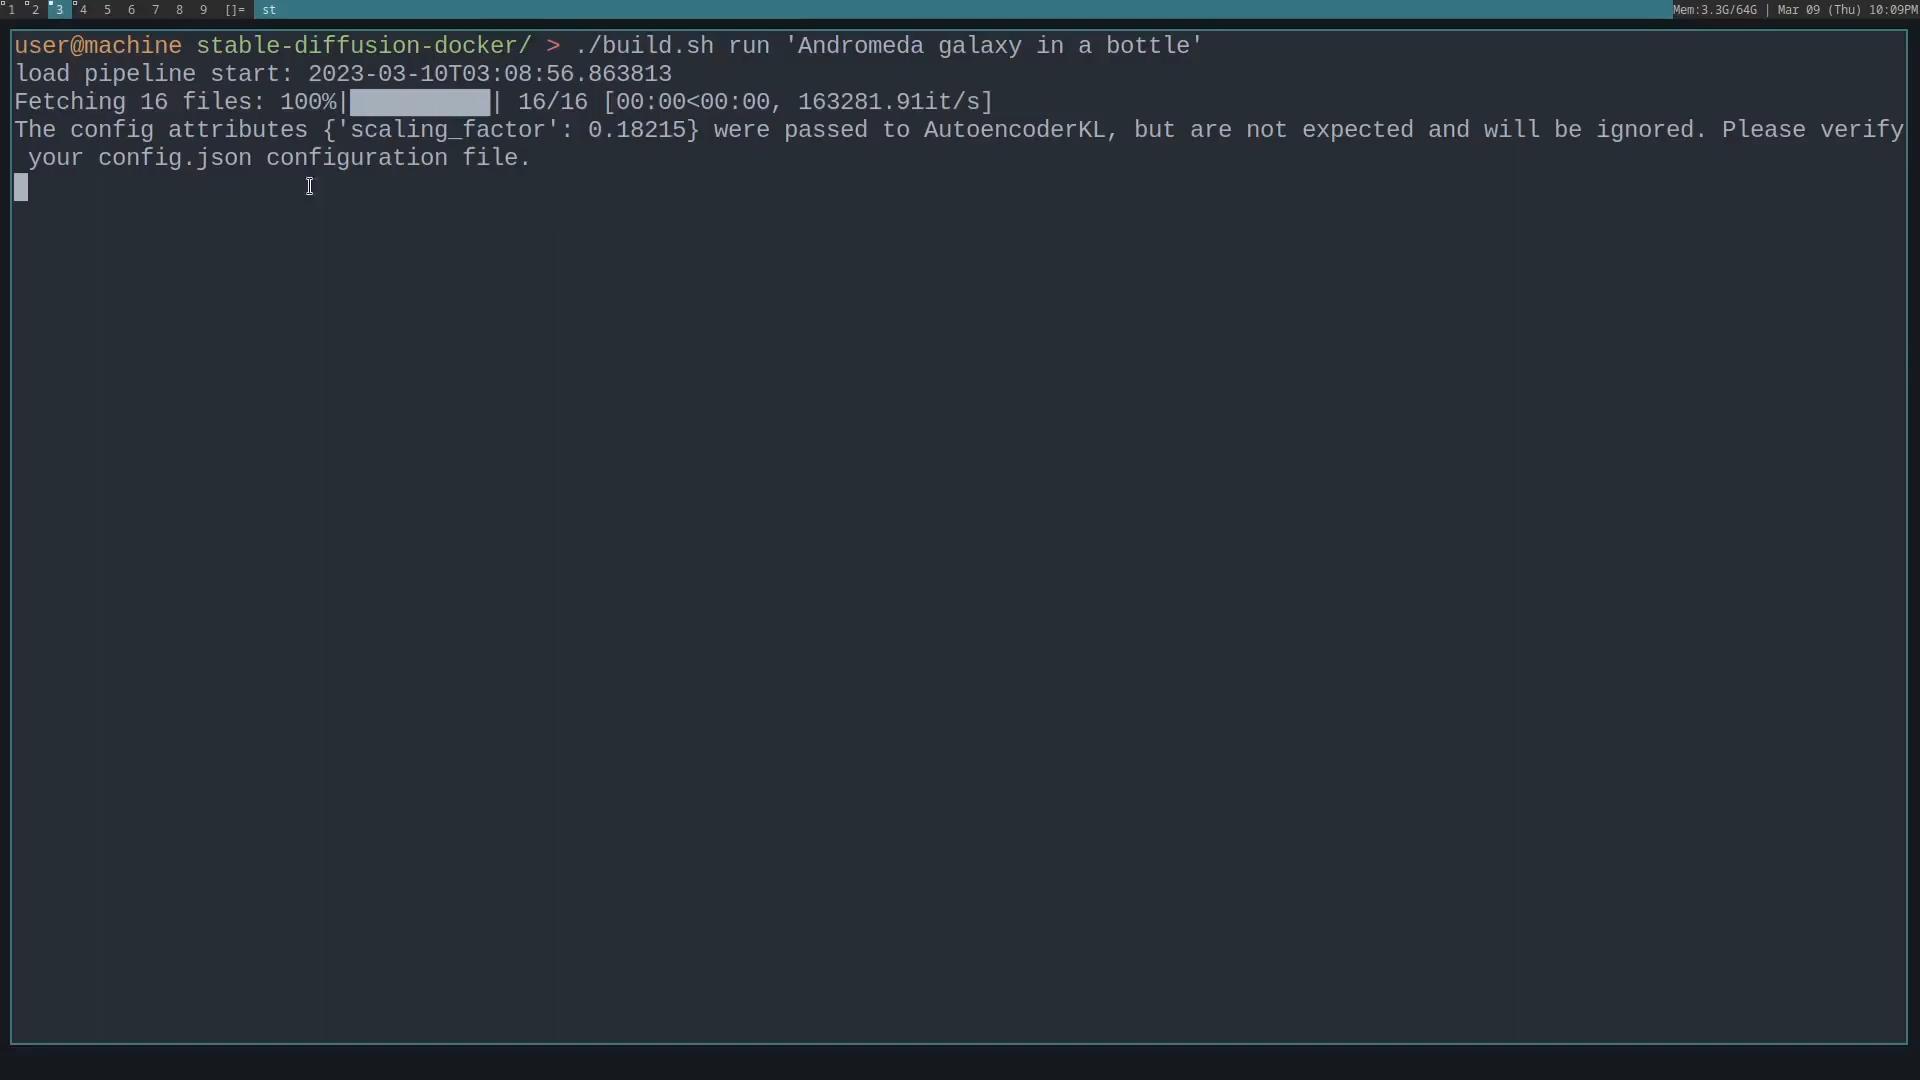 1 2 3 4 5 6 7 8 9 []= st Mem:3.3G/64G | Mar 09 (Thu) 10:09PM
user@machine stable-diffusion-docker/ > ./build.sh run 'Andromeda galaxy in a bottle'
load pipeline start: 2023-03-10T03:08:56.863813
Fetching 16 files: 100%|██████████| 16/16 [00:00<00:00, 163281.91it/s]
The config attributes {'scaling_factor': 0.18215} were passed to AutoencoderKL, but are not expected and will be ignored. Please verify
 your config.json configuration file.